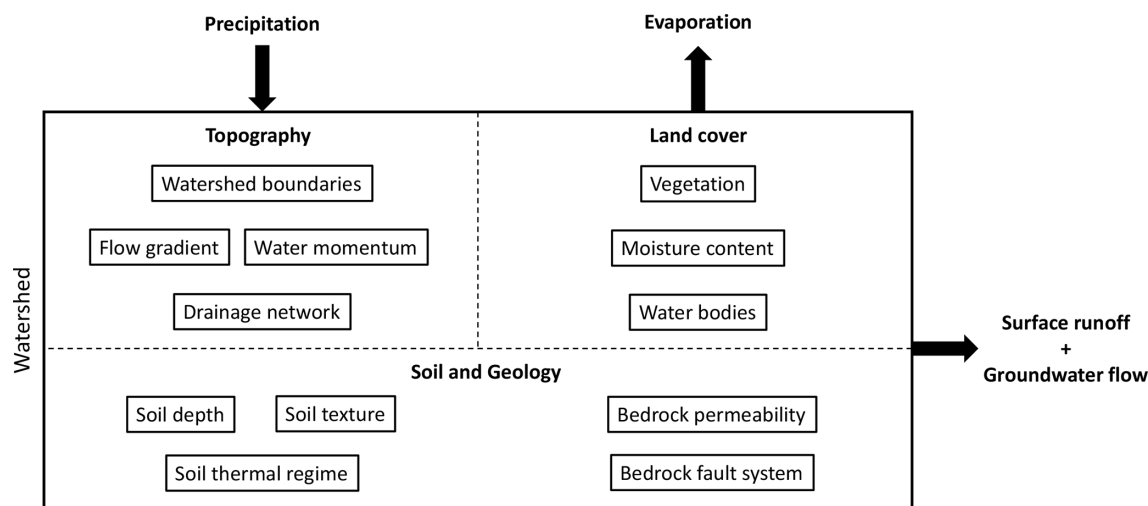 Precipitation
Evaporation
Topography
Land cover
Watershed boundaries
Vegetation
Flow gradient
Water momentum
Moisture content
Drainage network
Water bodies
Watershed
Surface runoff
+
Groundwater flow
Soil and Geology
Soil depth
Soil texture
Bedrock permeability
Soil thermal regime
Bedrock fault system